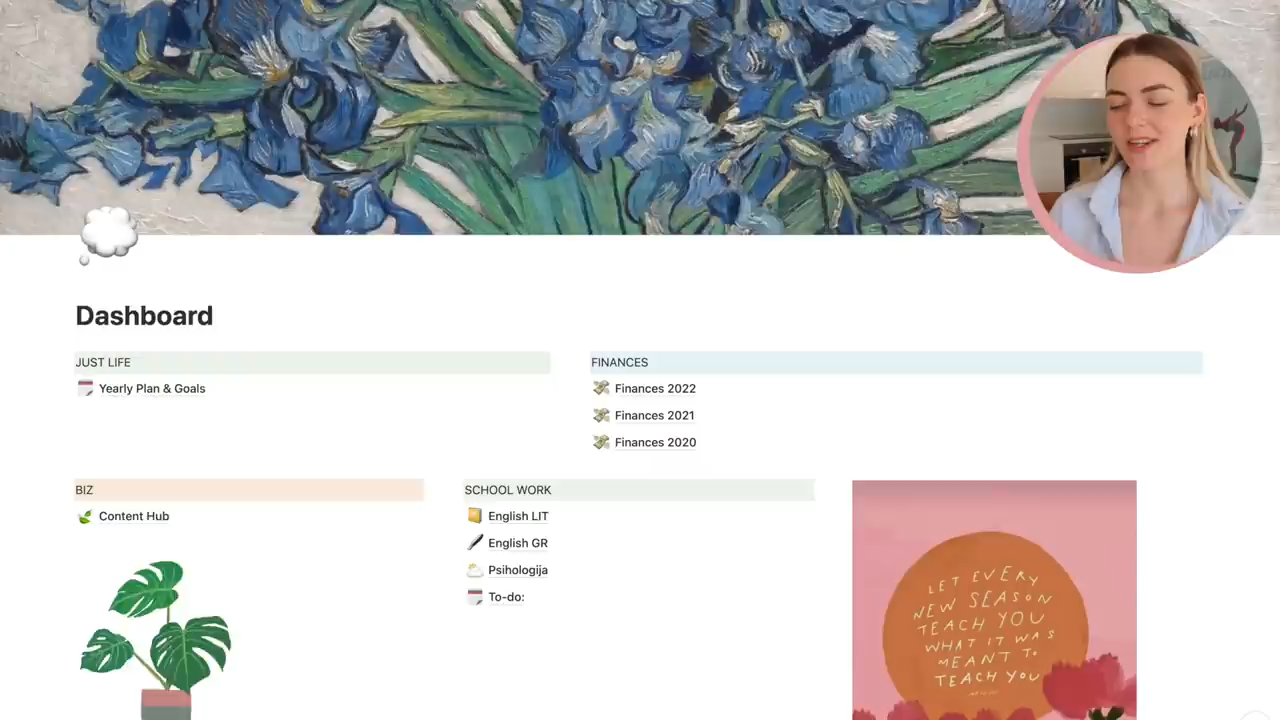 Dashboard
JUST LIFE
Yearly Plan & Goals
FINANCES
Finances 2022
Finances 2021
Finances 2020
BIZ
Content Hub
SCHOOL WORK
English LIT
English GR
Psihologija
To-do:
LET EVERY
NEW SEASON
TEACH YOU
WHAT IT WAS
MEANT TO
TEACH YOU